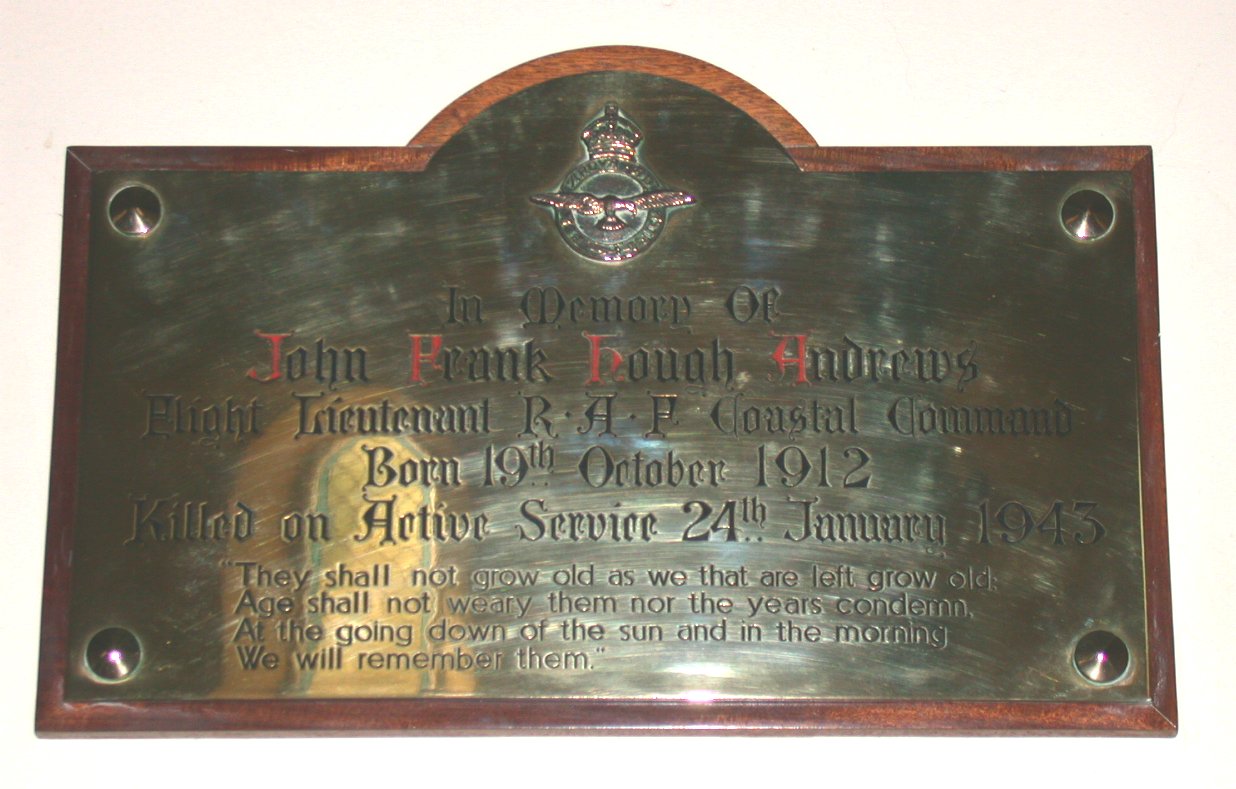 In Memory Of
John Frank Hough Andrews
Flight Lieutenant R·A·F Coastal Command
Born 19th October 1912
Killed on Active Service 24th January 1943
"They shall not grow old as we that are left grow old;
Age shall not weary them nor the years condemn,
At the going down of the sun and in the morning
We will remember them."